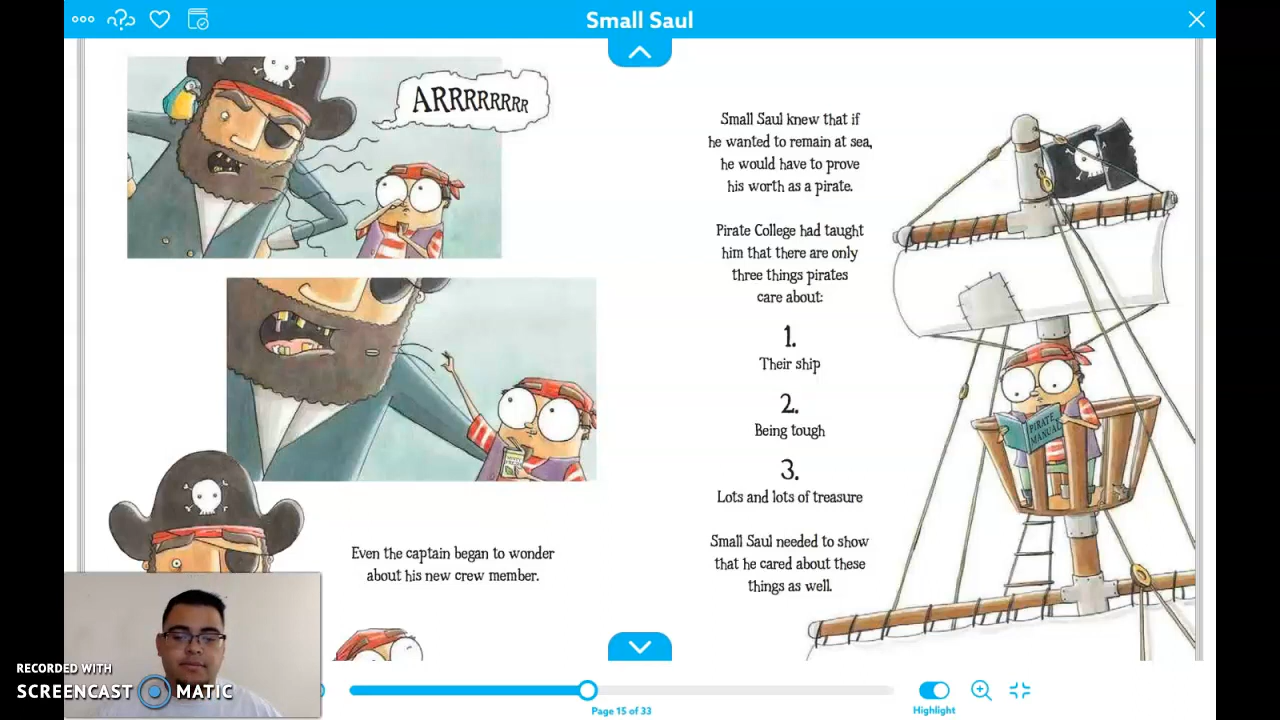 Small Saul
ARRRRRRRR
Small Saul knew that if
he wanted to remain at sea,
he would have to prove
his worth as a pirate.
Pirate College had taught
him that there are only
three things pirates
care about:
1.
Their ship
2.
Being tough
3.
Lots and lots of treasure
Small Saul needed to show
that he cared about these
things as well.
PIRATE
MANUAL
Even the captain began to wonder
about his new crew member.
RECORDED WITH
SCREENCAST MATIC
Page 15 of 33
Highlight